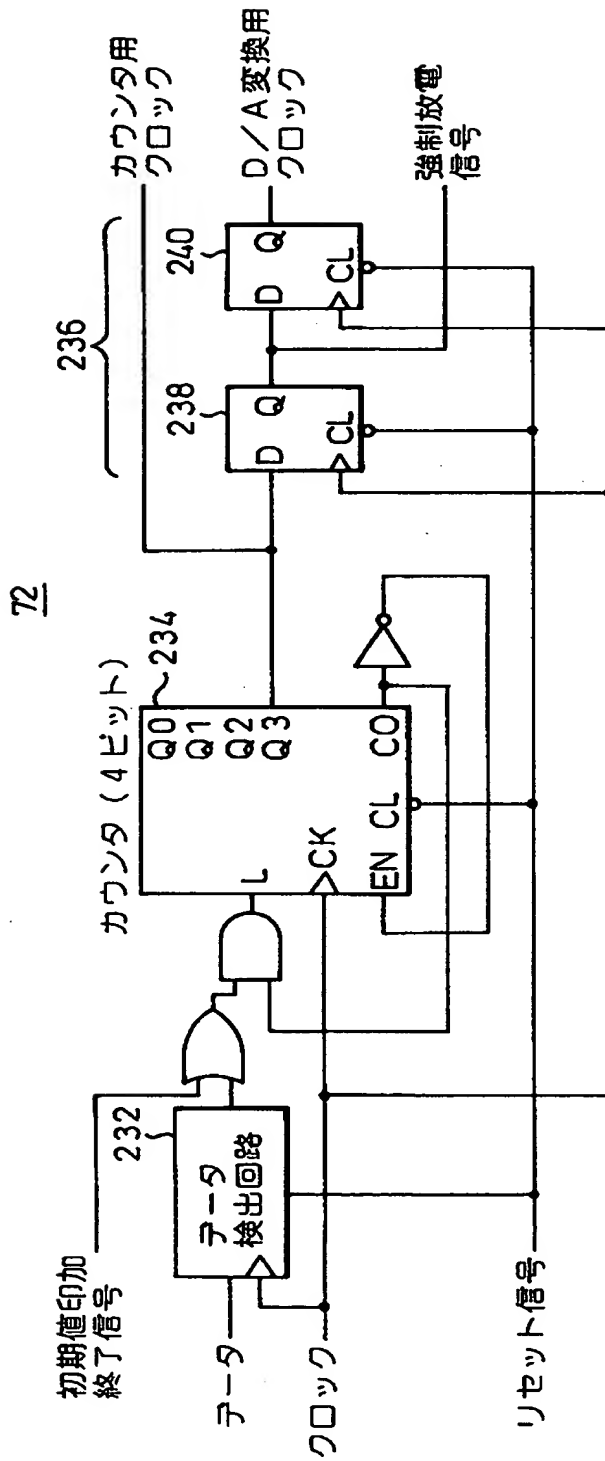 72
初期値印加
終了信号
データ
クロック
リセット信号
232
データ
検出回路
カウンタ(4ビット)
234
L
CK
EN
CL
CO
Q0
Q1
Q2
Q3
236
238
D
Q
CL
240
D
Q
CL
カウンタ用
クロック
D/A変換用
クロック
強制放電
信号